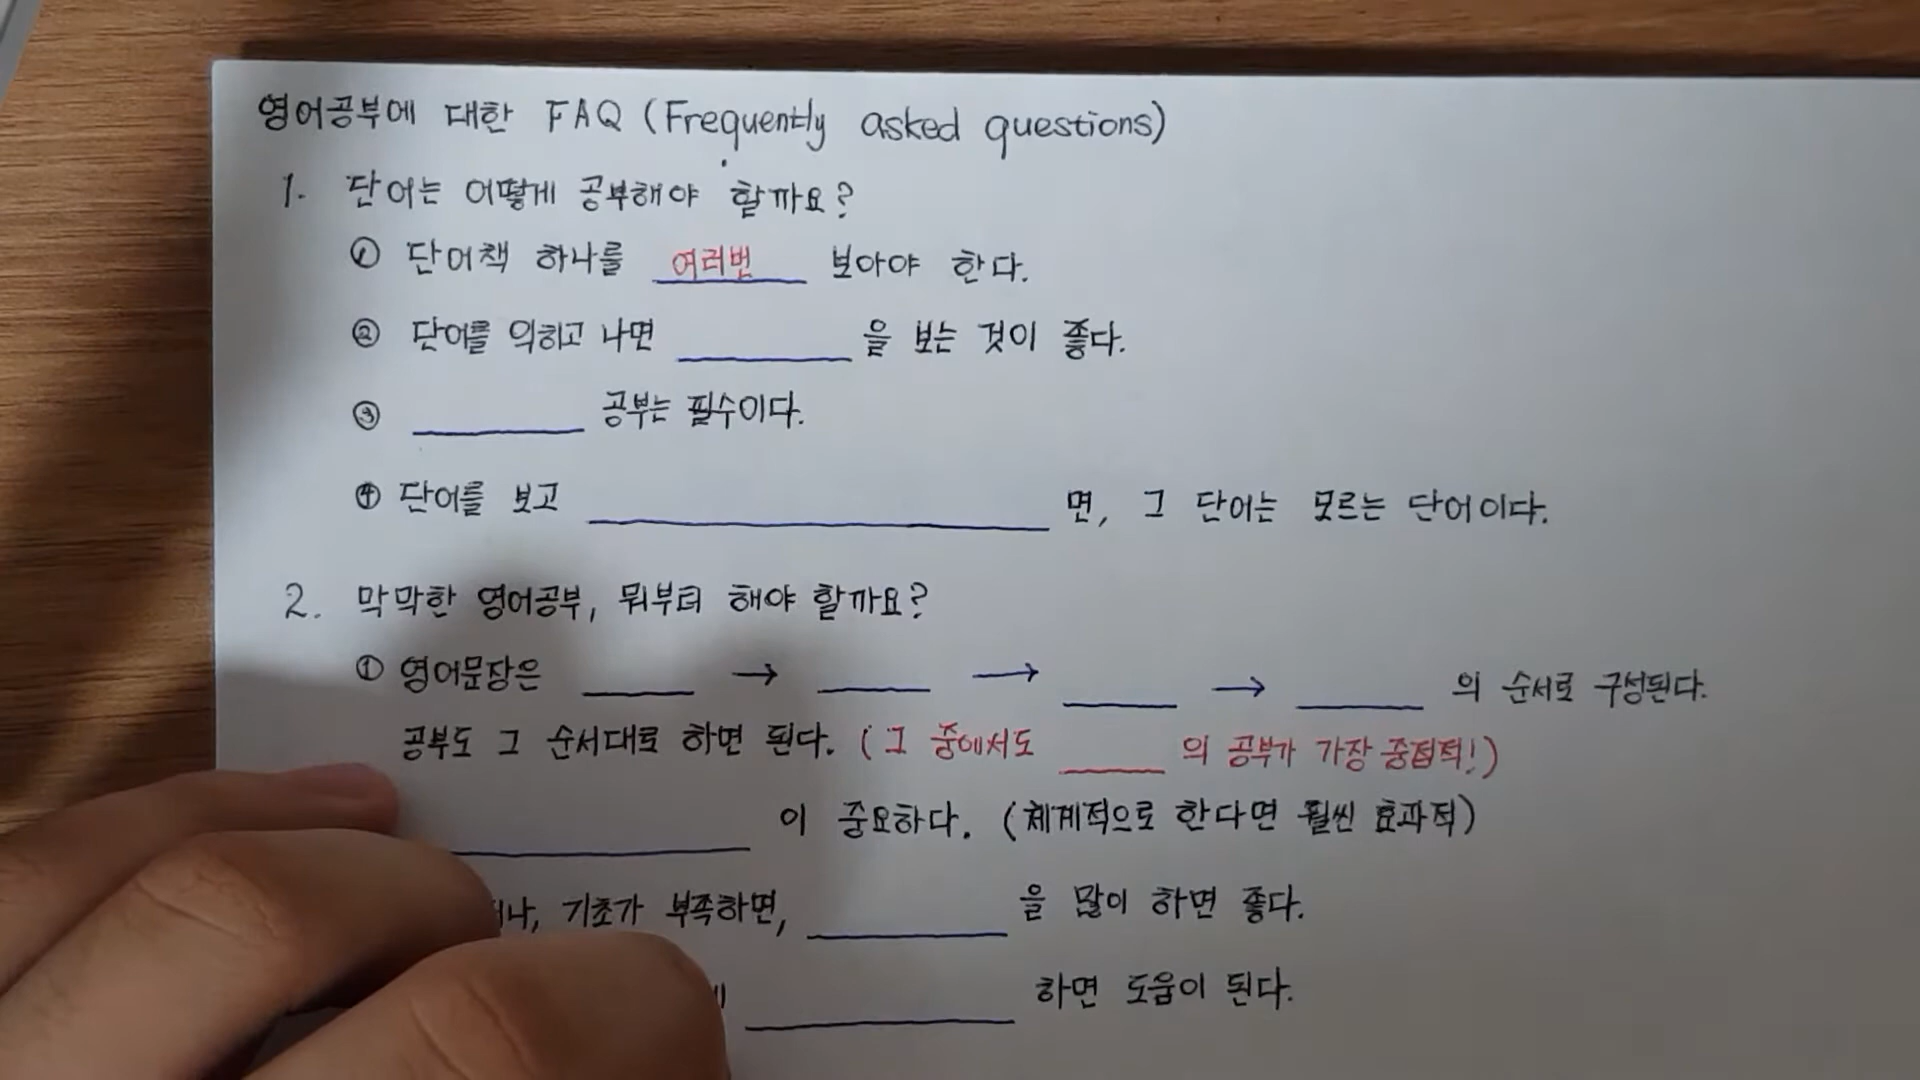 영어공부에 대한 FAQ (Frequently asked questions)
1. 단어는 어떻게 공부해야 할까요?
① 단어책 하나를 여러번 보아야 한다.
② 단어를 익히고 나면 을 보는 것이 좋다.
③ 공부는 필수이다.
④ 단어를 보고 면, 그 단어는 모르는 단어이다.
2. 막막한 영어공부, 뭐부터 해야 할까요?
① 영어문장은 → → → 의 순서로 구성된다.
공부도 그 순서대로 하면 된다. (그 중에서도 의 공부가 가장 중점적!)
이 중요하다. (체계적으로 한다면 훨씬 효과적)
기초가 부족하면, 을 많이 하면 좋다.
하면 도움이 된다.